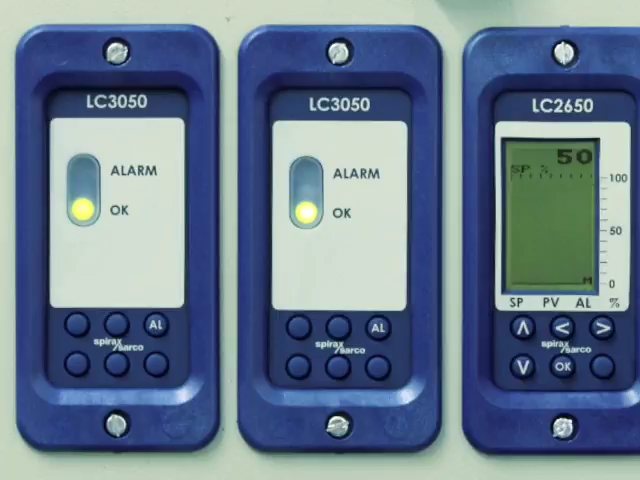 LC3050
ALARM
OK
AL
spirax
/sarco
LC3050
ALARM
OK
AL
spirax
/sarco
LC2650
50
SP %
M
100
50
0
SP PV AL %
spirax
/sarco
OK